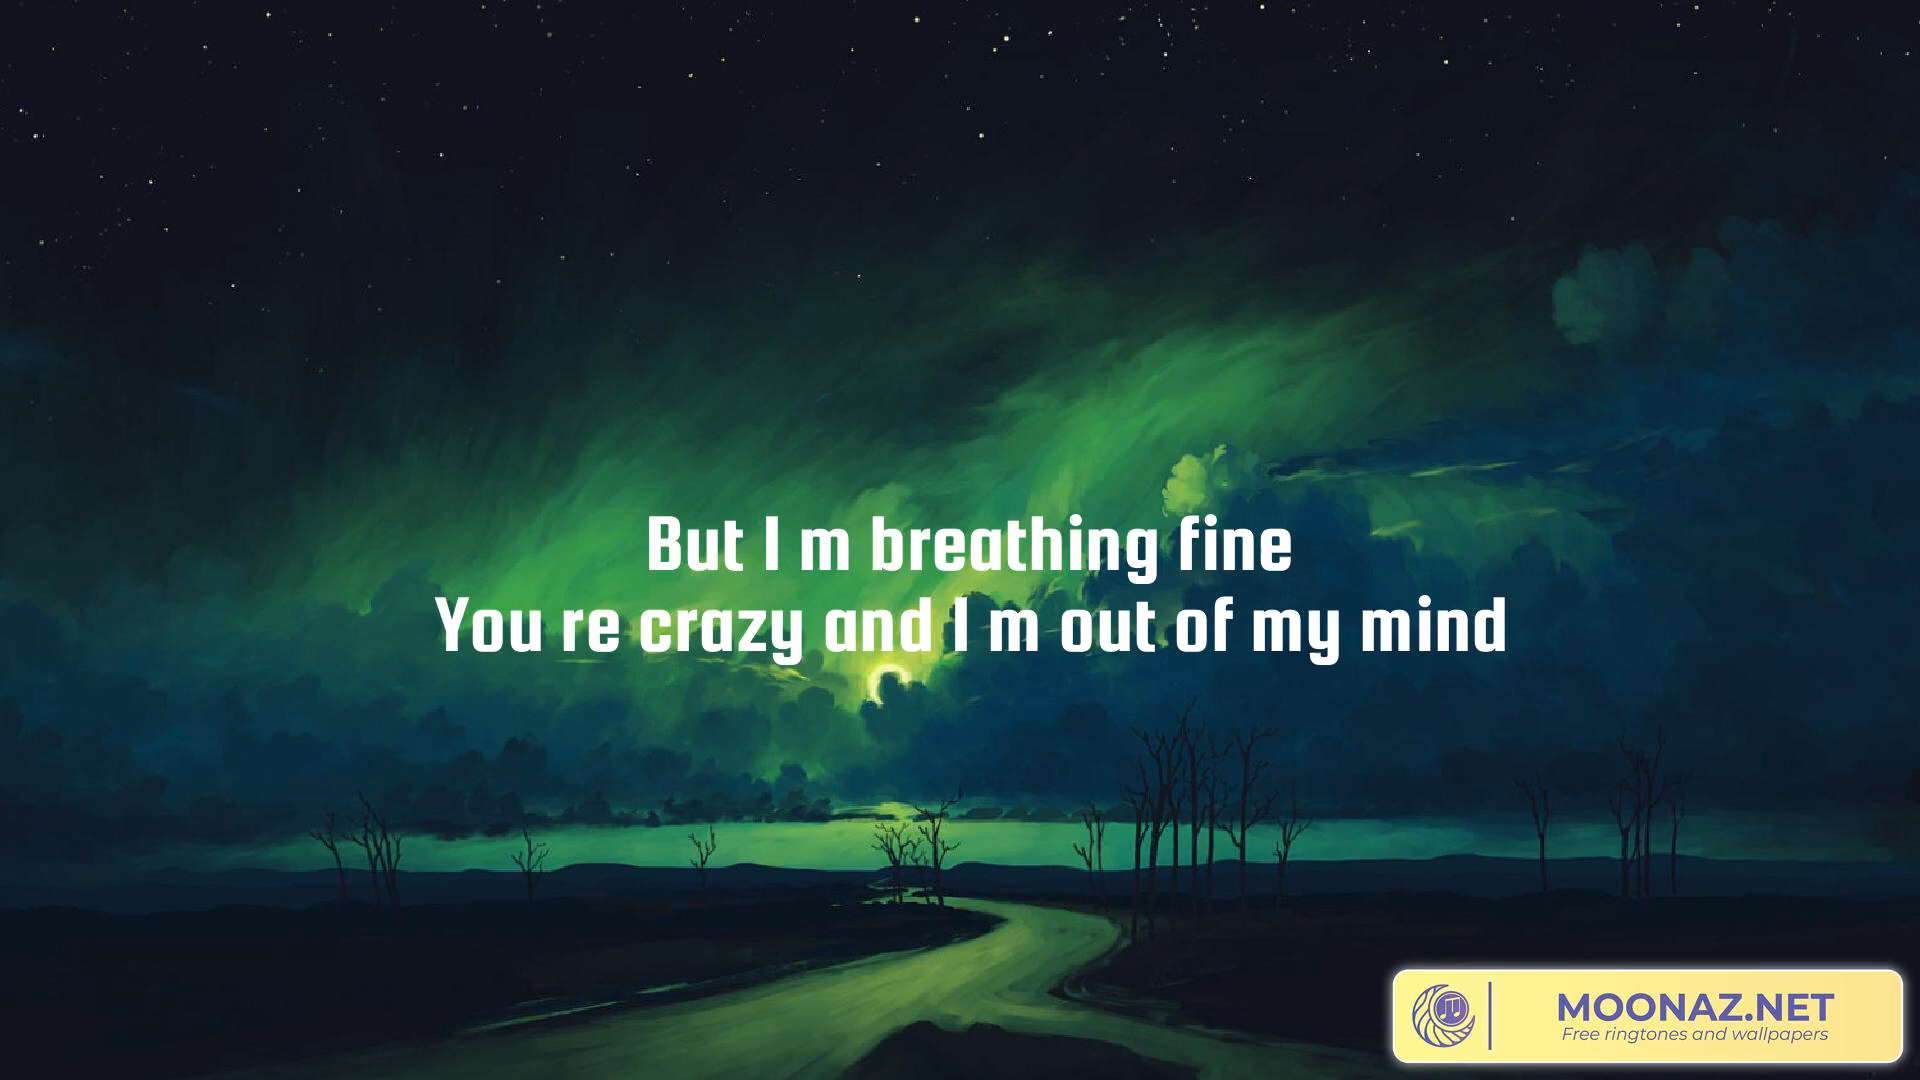 But I m breathing fine
You re crazy and I m out of my mind
MOONAZ.NET
Free ringtones and wallpapers